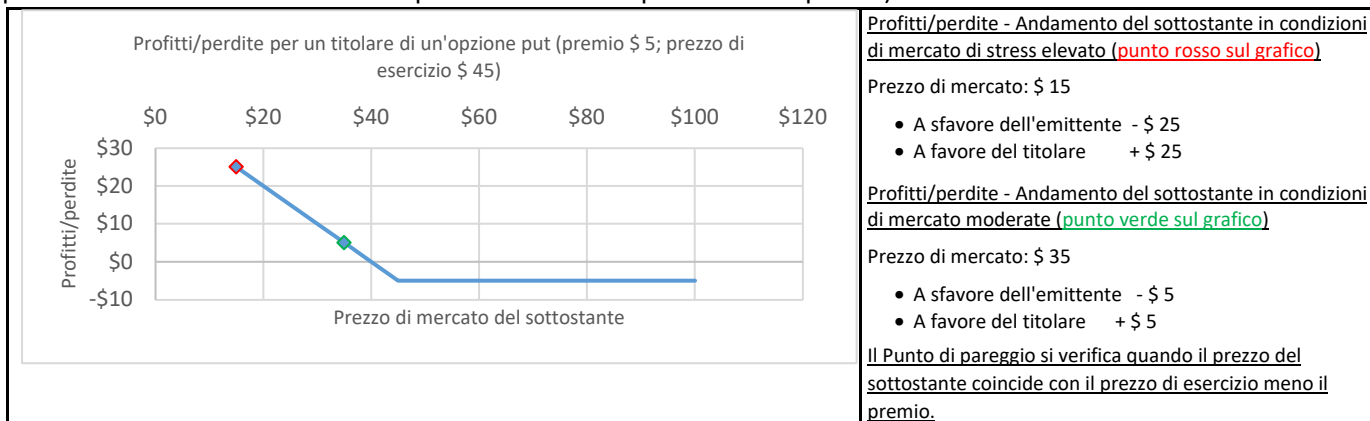 Profitti/perdite per un titolare di un'opzione put (premio $ 5; prezzo di
esercizio $ 45)
$0 $20 $40 $60 $80 $100 $120
$30
$20
$10
$0
-$10
Profitti/perdite
Prezzo di mercato del sottostante
Profitti/perdite - Andamento del sottostante in condizioni
di mercato di stress elevato (punto rosso sul grafico)
Prezzo di mercato: $ 15
• A sfavore dell'emittente - $ 25
• A favore del titolare + $ 25
Profitti/perdite - Andamento del sottostante in condizioni
di mercato moderate (punto verde sul grafico)
Prezzo di mercato: $ 35
• A sfavore dell'emittente - $ 5
• A favore del titolare + $ 5
Il Punto di pareggio si verifica quando il prezzo del
sottostante coincide con il prezzo di esercizio meno il
premio.